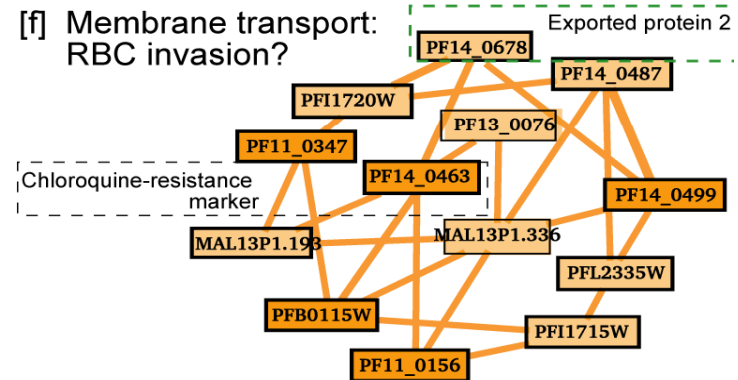 [f] Membrane transport:
RBC invasion?
Exported protein 2
PF14_0678
PF14_0487
PFI1720W
PF13_0076
PF11_0347
Chloroquine-resistance
marker
PF14_0463
PF14_0499
MAL13P1.193
MAL13P1.336
PFL2335W
PFB0115W
PFI1715W
PF11_0156